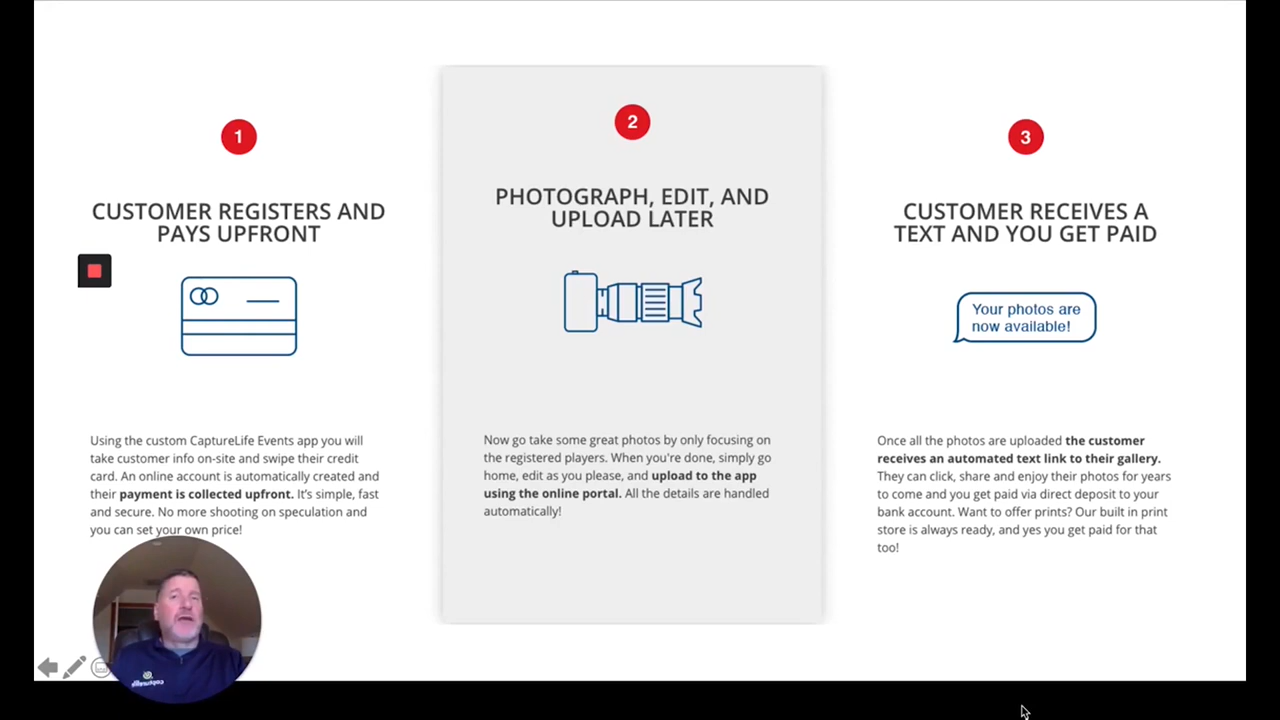 1
CUSTOMER REGISTERS AND
PAYS UPFRONT
Using the custom CaptureLife Events app you will
take customer info on-site and swipe their credit
card. An online account is automatically created and
their payment is collected upfront. It's simple, fast
and secure. No more shooting on speculation and
you can set your own price!
2
PHOTOGRAPH, EDIT, AND
UPLOAD LATER
Now go take some great photos by only focusing on
the registered players. When you're done, simply go
home, edit as you please, and upload to the app
using the online portal. All the details are handled
automatically!
3
CUSTOMER RECEIVES A
TEXT AND YOU GET PAID
Your photos are
now available!
Once all the photos are uploaded the customer
receives an automated text link to their gallery.
They can click, share and enjoy their photos for years
to come and you get paid via direct deposit to your
bank account. Want to offer prints? Our built in print
store is always ready, and yes you get paid for that
too!